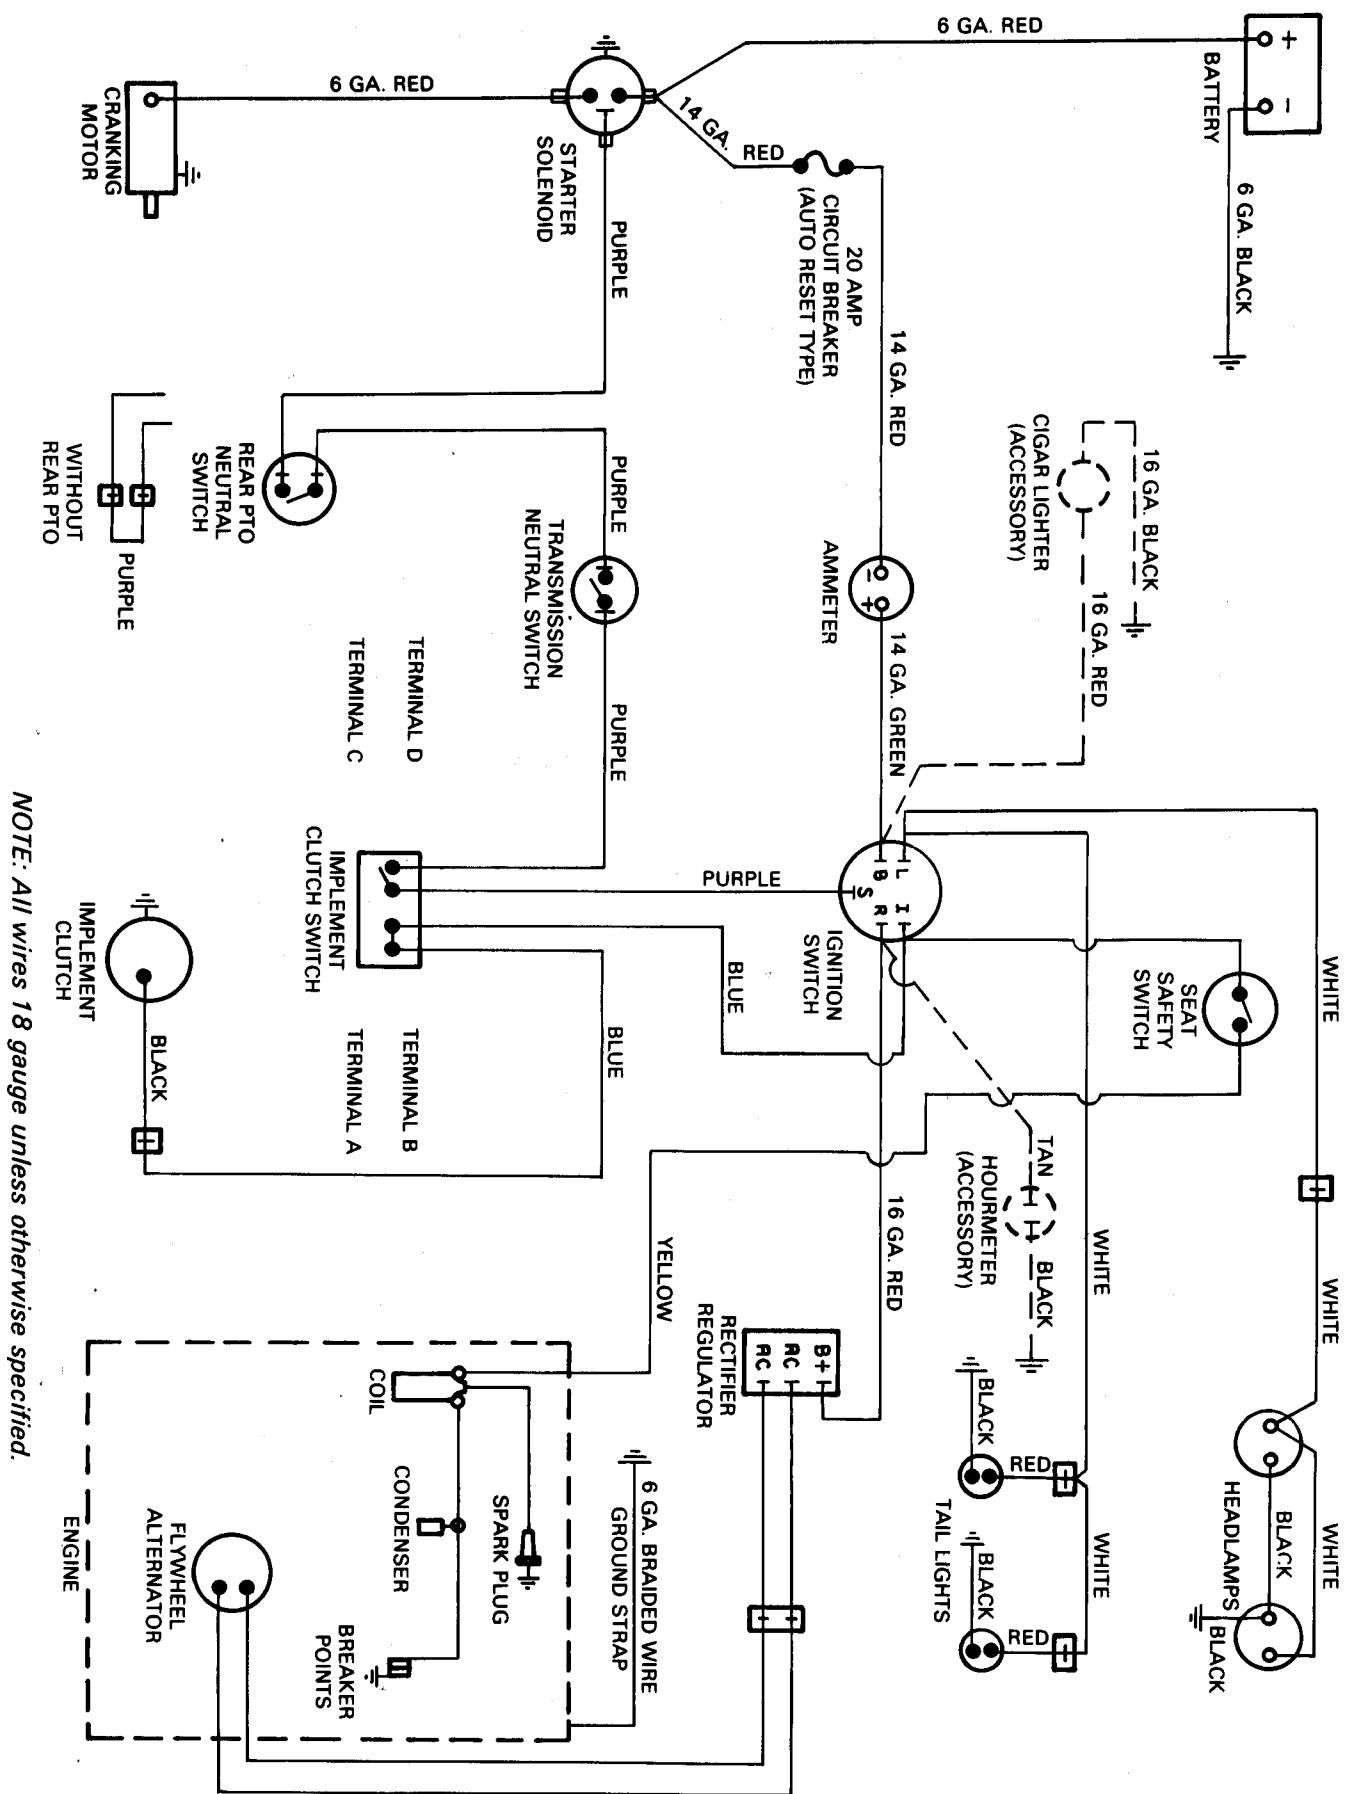 6 GA. RED
+
-
BATTERY
6 GA. BLACK
6 GA. RED
CRANKING
MOTOR
STARTER
SOLENOID
14 GA.
RED
20 AMP
CIRCUIT BREAKER
(AUTO RESET TYPE)
PURPLE
14 GA. RED
CIGAR LIGHTER
(ACCESSORY)
16 GA. BLACK
16 GA. RED
REAR PTO
NEUTRAL
SWITCH
WITHOUT
REAR PTO
PURPLE
PURPLE
TRANSMISSION
NEUTRAL SWITCH
AMMETER
-
+
14 GA. GREEN
TERMINAL D
TERMINAL C
PURPLE
IMPLEMENT
CLUTCH SWITCH
PURPLE
L
B
S
I
R
IGNITION
SWITCH
SEAT
SAFETY
SWITCH
WHITE
IMPLEMENT
CLUTCH
BLACK
BLUE
BLUE
TERMINAL B
TERMINAL A
TAN
HOURMETER
(ACCESSORY)
BLACK
16 GA. RED
WHITE
WHITE
YELLOW
RECTIFIER
REGULATOR
B+
AC
AC
COIL
CONDENSER
SPARK PLUG
BREAKER
POINTS
FLYWHEEL
ALTERNATOR
ENGINE
6 GA. BRAIDED WIRE
GROUND STRAP
BLACK
RED
TAIL LIGHTS
BLACK
RED
WHITE
HEADLAMPS
BLACK
WHITE
BLACK
NOTE: All wires 18 gauge unless otherwise specified.